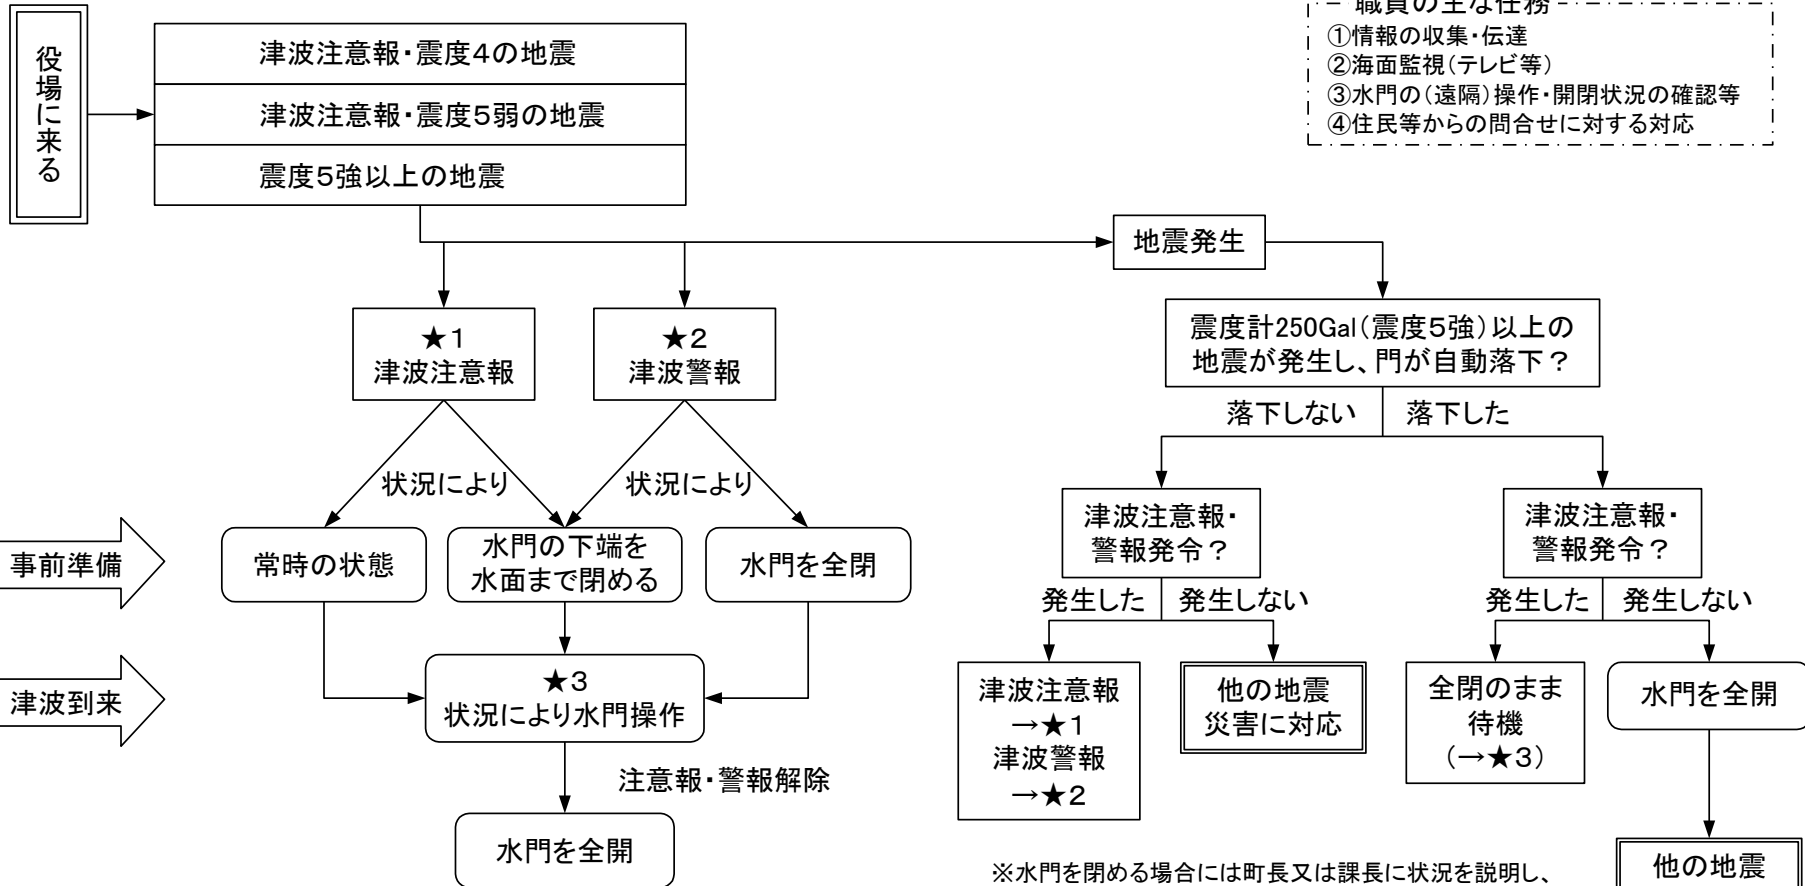 役場に来る
津波注意報・震度4の地震
津波注意報・震度5弱の地震
震度5強以上の地震
職員の主な任務
①情報の収集・伝達
②海面監視(テレビ等)
③水門の(遠隔)操作・開閉状況の確認等
④住民等からの問合せに対する対応
地震発生
★1
津波注意報
★2
津波警報
震度計250Gal(震度5強)以上の
地震が発生し、門が自動落下?
落下しない
落下した
状況により
状況により
津波注意報・
警報発令?
津波注意報・
警報発令?
事前準備
常時の状態
水門の下端を
水面まで閉める
水門を全閉
発生した
発生しない
発生した
発生しない
津波到来
★3
状況により水門操作
津波注意報
→★1
津波警報
→★2
他の地震
災害に対応
全閉のまま
待機
(→★3)
水門を全開
注意報・警報解除
水門を全開
※水門を閉める場合には町長又は課長に状況を説明し、
他の地震